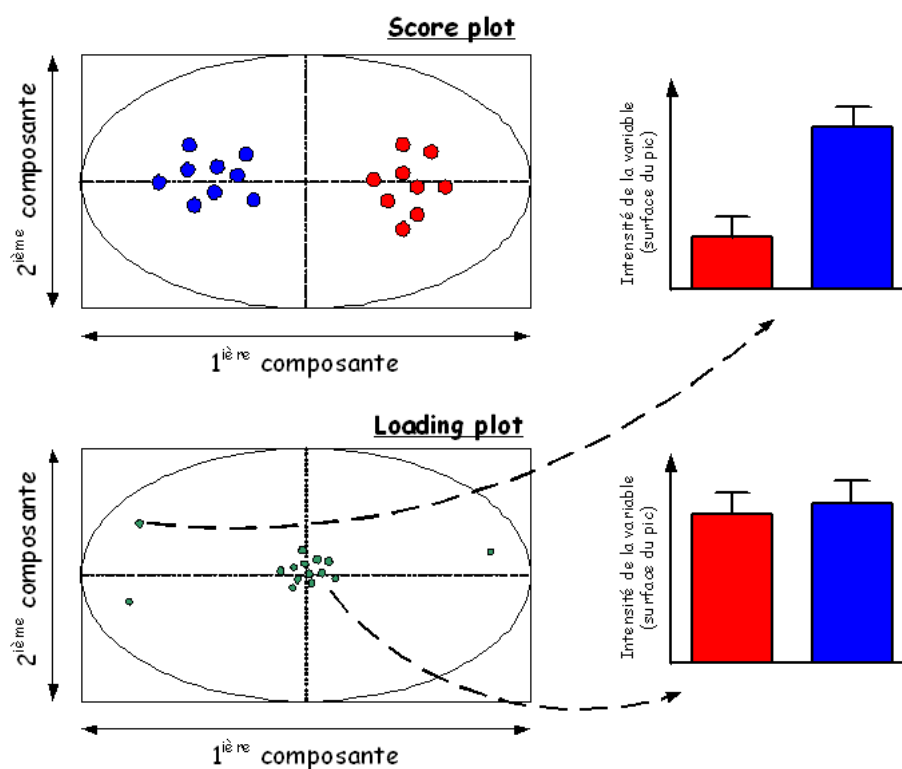 Score plot
2ième composante
1ière composante
Intensité de la variable
(surface du pic)
Loading plot
2ième composante
1ière composante
Intensité de la variable
(surface du pic)